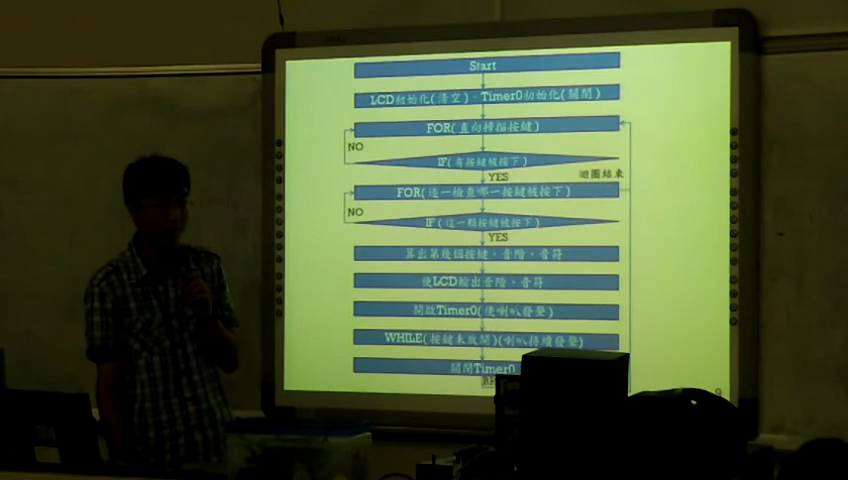 Start
LCD初始化(清空)、Timer0初始化(關閉)
FOR(直向掃描按鍵)
NO
IF(有按鍵被按下)
YES
迴圈結束
FOR(逐一檢查哪一按鍵被按下)
NO
IF(這一顆按鍵被按下)
YES
算出第幾個按鍵、音階、音符
使LCD輸出音階、音符
開啟Timer0(使喇叭發聲)
WHILE(按鍵未放開)(喇叭持續發聲)
關閉Timer0
9